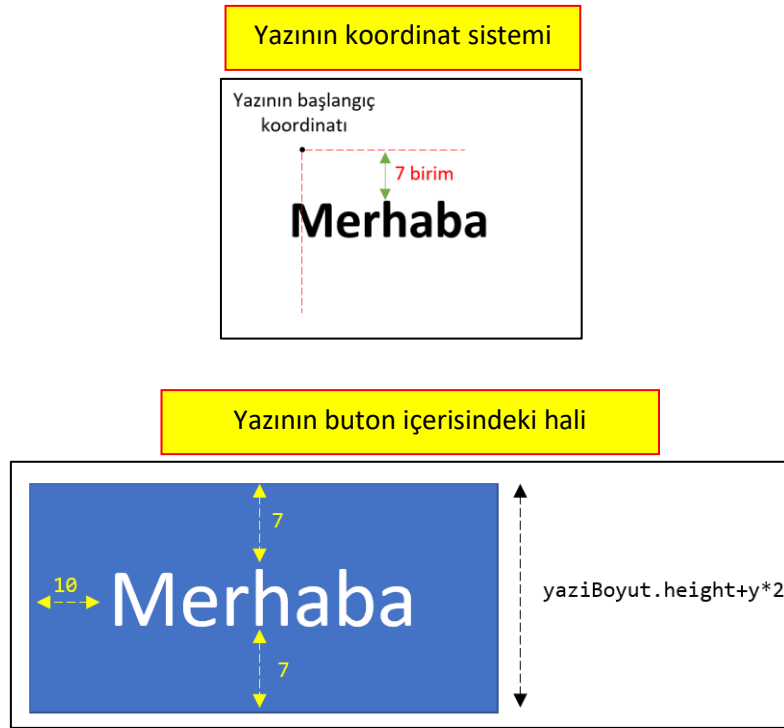 Yazının koordinat sistemi
Yazının başlangıç
koordinatı
7 birim
Merhaba
Yazının buton içerisindeki hali
7
10
Merhaba
yaziBoyut.height+y*2
7